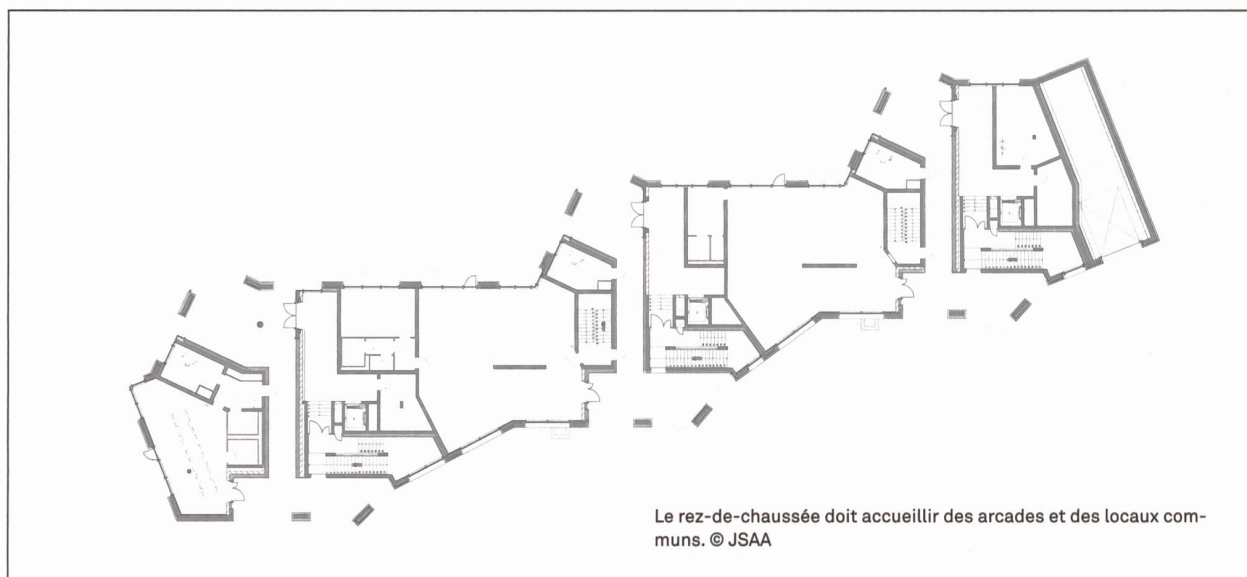 Le rez-de-chaussée doit accueillir des arcades et des locaux com-
muns. © JSAA